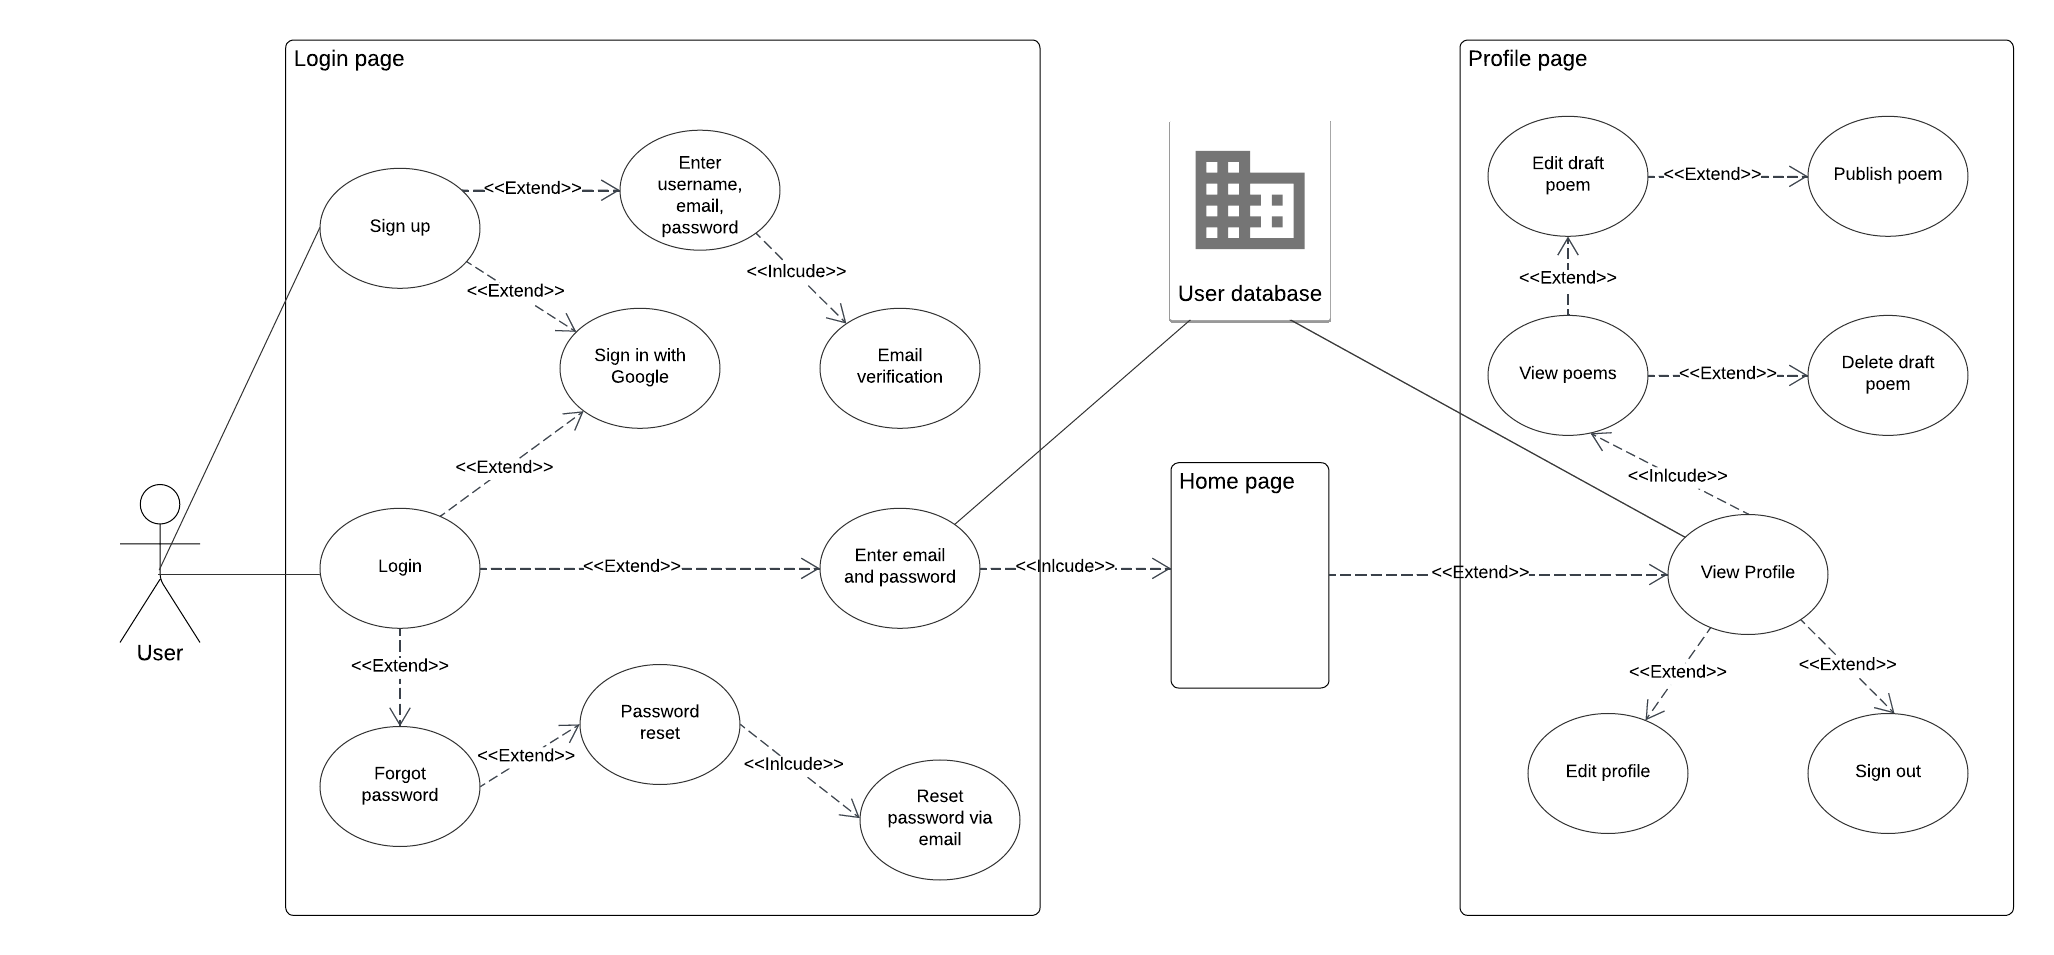 Login page
Sign up
<<Extend>>
Enter
username,
email,
password
<<Inlcude>>
Email
verification
<<Extend>>
Sign in with
Google
<<Extend>>
User
Login
<<Extend>>
Enter email
and password
<<Inlcude>>
<<Extend>>
Forgot
password
<<Extend>>
Password
reset
<<Inlcude>>
Reset
password via
email
User database
Home page
<<Extend>>
Profile page
Edit draft
poem
<<Extend>>
Publish poem
<<Extend>>
View poems
<<Extend>>
Delete draft
poem
<<Inlcude>>
View Profile
<<Extend>>
<<Extend>>
Edit profile
Sign out